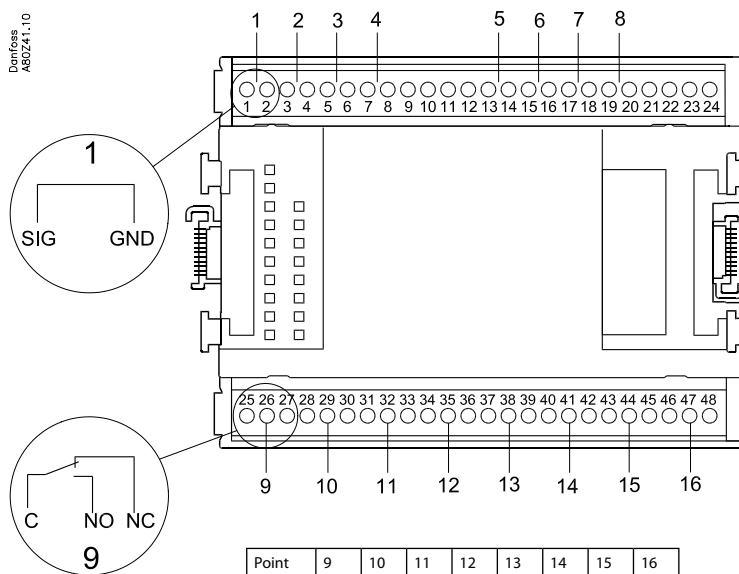 Danfoss
A80Z41.10
1 2 3 4 5 6 7 8
1 2 3 4 5 6 7 8 9 10 11 12 13 14 15 16 17 18 19 20 21 22 23 24
1
SIG GND
25 26 27 28 29 30 31 32 33 34 35 36 37 38 39 40 41 42 43 44 45 46 47 48
9 10 11 12 13 14 15 16
C NO NC
9
Point 9 10 11 12 13 14 15 16